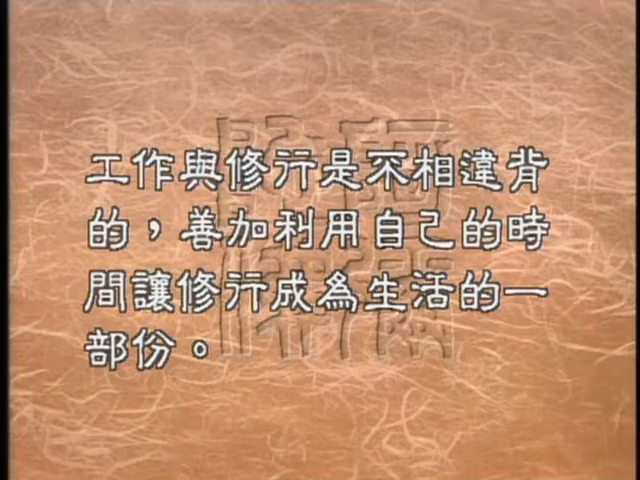 工作與修行是不相違背
的，善加利用自己的時
間讓修行成為生活的一
部份。